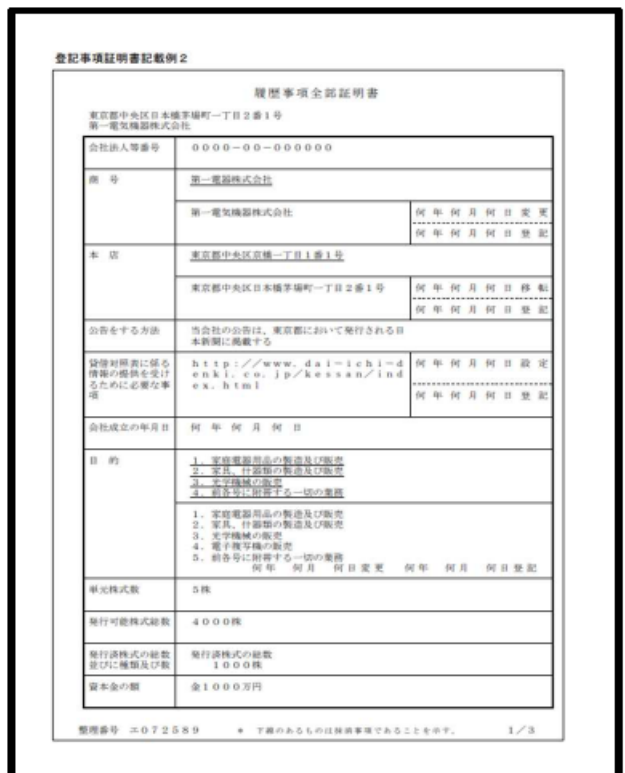 登記事項証明書記載例2
履歴事項全部証明書
東京都中央区日本橋茅場町一丁目2番1号
第一電気機器株式会社
会社法人等番号 0000-00-000000
商 号 第一電器株式会社
第一電気機器株式会社 何 年 何 月 何 日 変 更
何 年 何 月 何 日 登 記
本 店 東京都中央区京橋一丁目1番1号
東京都中央区日本橋茅場町一丁目2番1号 何 年 何 月 何 日 移 転
何 年 何 月 何 日 登 記
公告をする方法 当会社の公告は、東京都において発行される日
本新聞に掲載する
貸借対照表に係る http://www.dai-ichi-d 何 年 何 月 何 日 設 定
情報の提供を受け enki.co.jp/kessan/ind
るために必要な事 ex.html 何 年 何 月 何 日 登 記
項
会社成立の年月日 何 年 何 月 何 日
目 的 1.家庭電器用品の製造及び販売
2.家具、什器類の製造及び販売
3.光学機械の販売
4.前各号に附帯する一切の業務
1.家庭電器用品の製造及び販売
2.家具、什器類の製造及び販売
3.光学機械の販売
4.電子複写機の販売
5.前各号に附帯する一切の業務
何年 何月 何日変更 何年 何月 何日登記
単元株式数 5株
発行可能株式総数 4000株
発行済株式の総数 発行済株式の総数
並びに種類及び数 1000株
資本金の額 金1000万円
整理番号 ニ072589 * 下線のあるものは抹消事項であることを示す。 1/3